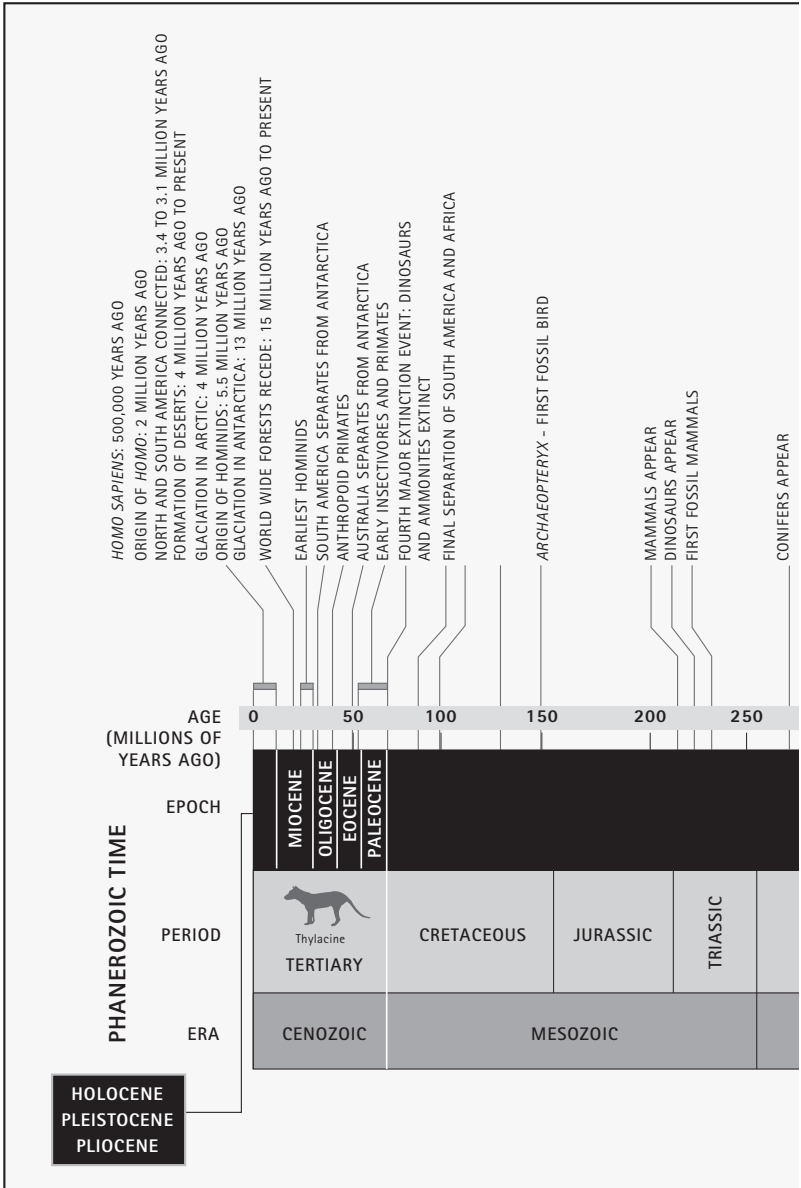 HOMO SAPIENS: 500,000 YEARS AGO
ORIGIN OF HOMO: 2 MILLION YEARS AGO
NORTH AND SOUTH AMERICA CONNECTED: 3.4 TO 3.1 MILLION YEARS AGO
FORMATION OF DESERTS: 4 MILLION YEARS AGO TO PRESENT
GLACIATION IN ARCTIC: 4 MILLION YEARS AGO
ORIGIN OF HOMINIDS: 5.5 MILLION YEARS AGO
GLACIATION IN ANTARCTICA: 13 MILLION YEARS AGO
WORLD WIDE FORESTS RECEDE: 15 MILLION YEARS AGO TO PRESENT
EARLIEST HOMINIDS
SOUTH AMERICA SEPARATES FROM ANTARCTICA
ANTHROPOID PRIMATES
AUSTRALIA SEPARATES FROM ANTARCTICA
EARLY INSECTIVORES AND PRIMATES
FOURTH MAJOR EXTINCTION EVENT: DINOSAURS
AND AMMONITES EXTINCT
FINAL SEPARATION OF SOUTH AMERICA AND AFRICA
ARCHAEOPTERYX - FIRST FOSSIL BIRD
MAMMALS APPEAR
DINOSAURS APPEAR
FIRST FOSSIL MAMMALS
CONIFERS APPEAR
AGE
(MILLIONS OF
YEARS AGO)
0 50 100 150 200 250
PHANEROZOIC TIME
EPOCH
MIOCENE
OLIGOCENE
EOCENE
PALEOCENE
PERIOD
Thylacine
TERTIARY
CRETACEOUS
JURASSIC
TRIASSIC
ERA
CENOZOIC
MESOZOIC
HOLOCENE
PLEISTOCENE
PLIOCENE